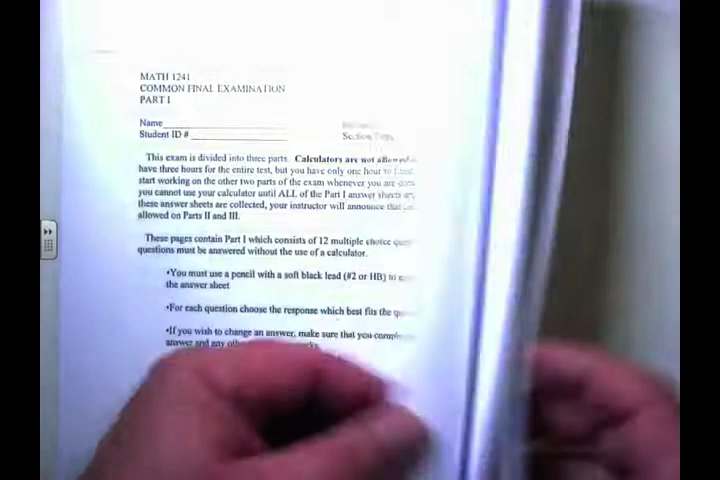 MATH 1241
COMMON FINAL EXAMINATION
PART I
Name
Student ID #
Section
This exam is divided into three parts. Calculators are not allowed
have three hours for the entire test, but you have only one hour to
start working on the other two parts of the exam whenever you are
you cannot use your calculator until ALL of the Part I answer sheets
these answer sheets are collected, your instructor will announce that
allowed on Parts II and III.
These pages contain Part I which consists of 12 multiple choice
questions must be answered without the use of a calculator.
•You must use a pencil with a soft black lead (#2 or HB) to
the answer sheet
•For each question choose the response which best fits the
•If you wish to change an answer, make sure that you
answer and any